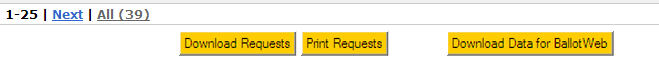 1-25 | Next | All (39)
Download Requests Print Requests Download Data for BallotWeb